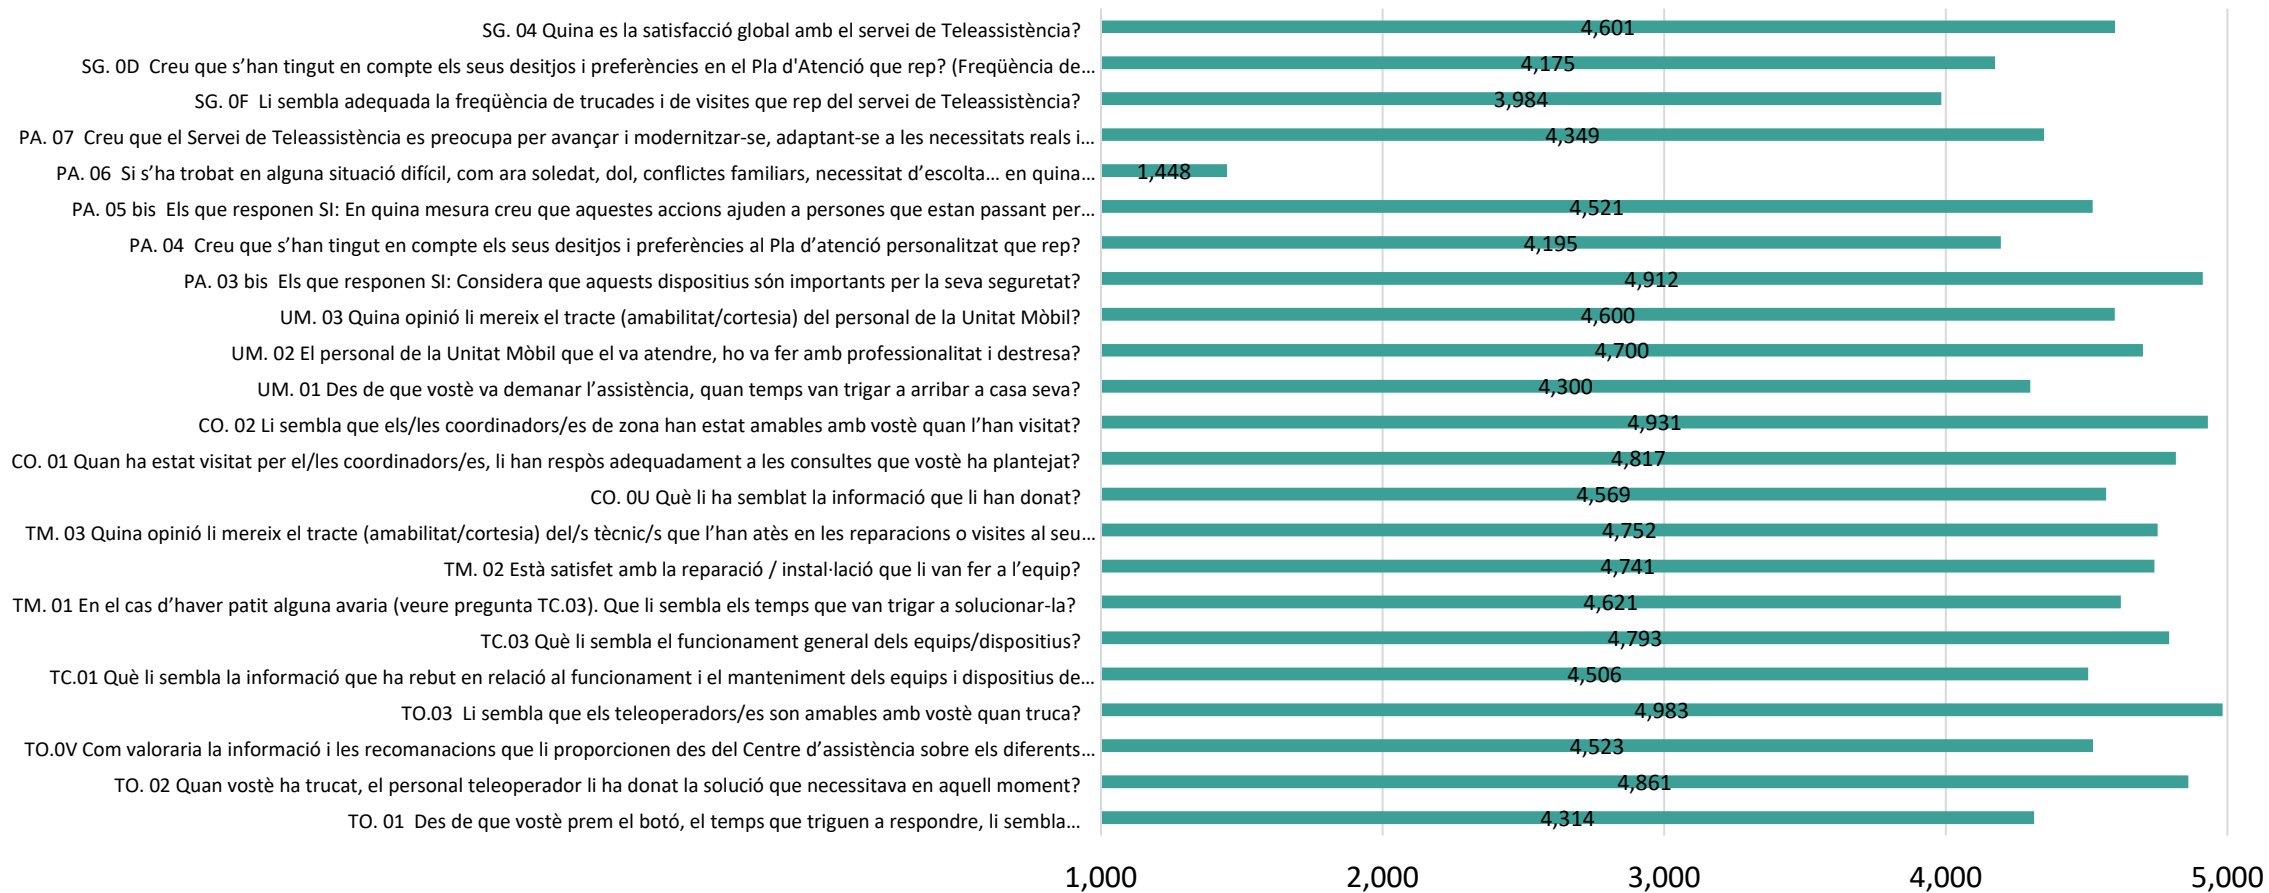 SG. 04 Quina es la satisfacció global amb el servei de Teleassistència?
4,601
SG. 0D Creu que s’han tingut en compte els seus desitjos i preferències en el Pla d'Atenció que rep? (Freqüència de…
4,175
SG. 0F Li sembla adequada la freqüència de trucades i de visites que rep del servei de Teleassistència?
3,984
PA. 07 Creu que el Servei de Teleassistència es preocupa per avançar i modernitzar-se, adaptant-se a les necessitats reals i…
4,349
PA. 06 Si s’ha trobat en alguna situació difícil, com ara soledat, dol, conflictes familiars, necessitat d’escolta… en quina…
1,448
PA. 05 bis Els que responen SI: En quina mesura creu que aquestes accions ajuden a persones que estan passant per…
4,521
PA. 04 Creu que s’han tingut en compte els seus desitjos i preferències al Pla d’atenció personalitzat que rep?
4,195
PA. 03 bis Els que responen SI: Considera que aquests dispositius són importants per la seva seguretat?
4,912
UM. 03 Quina opinió li mereix el tracte (amabilitat/cortesia) del personal de la Unitat Mòbil?
4,600
UM. 02 El personal de la Unitat Mòbil que el va atendre, ho va fer amb professionalitat i destresa?
4,700
UM. 01 Des de que vostè va demanar l’assistència, quan temps van trigar a arribar a casa seva?
4,300
CO. 02 Li sembla que els/les coordinadors/es de zona han estat amables amb vostè quan l’han visitat?
4,931
CO. 01 Quan ha estat visitat per el/les coordinadors/es, li han respòs adequadament a les consultes que vostè ha plantejat?
4,817
CO. 0U Què li ha semblat la informació que li han donat?
4,569
TM. 03 Quina opinió li mereix el tracte (amabilitat/cortesia) del/s tècnic/s que l’han atès en les reparacions o visites al seu…
4,752
TM. 02 Està satisfet amb la reparació / instal·lació que li van fer a l’equip?
4,741
TM. 01 En el cas d’haver patit alguna avaria (veure pregunta TC.03). Que li sembla els temps que van trigar a solucionar-la?
4,621
TC.03 Què li sembla el funcionament general dels equips/dispositius?
4,793
TC.01 Què li sembla la informació que ha rebut en relació al funcionament i el manteniment dels equips i dispositius de…
4,506
TO.03 Li sembla que els teleoperadors/es son amables amb vostè quan truca?
4,983
TO.0V Com valoraria la informació i les recomanacions que li proporcionen des del Centre d’assistència sobre els diferents…
4,523
TO. 02 Quan vostè ha trucat, el personal teleoperador li ha donat la solució que necessitava en aquell moment?
4,861
TO. 01 Des de que vostè prem el botó, el temps que triguen a respondre, li sembla…
4,314
1,000 2,000 3,000 4,000 5,000